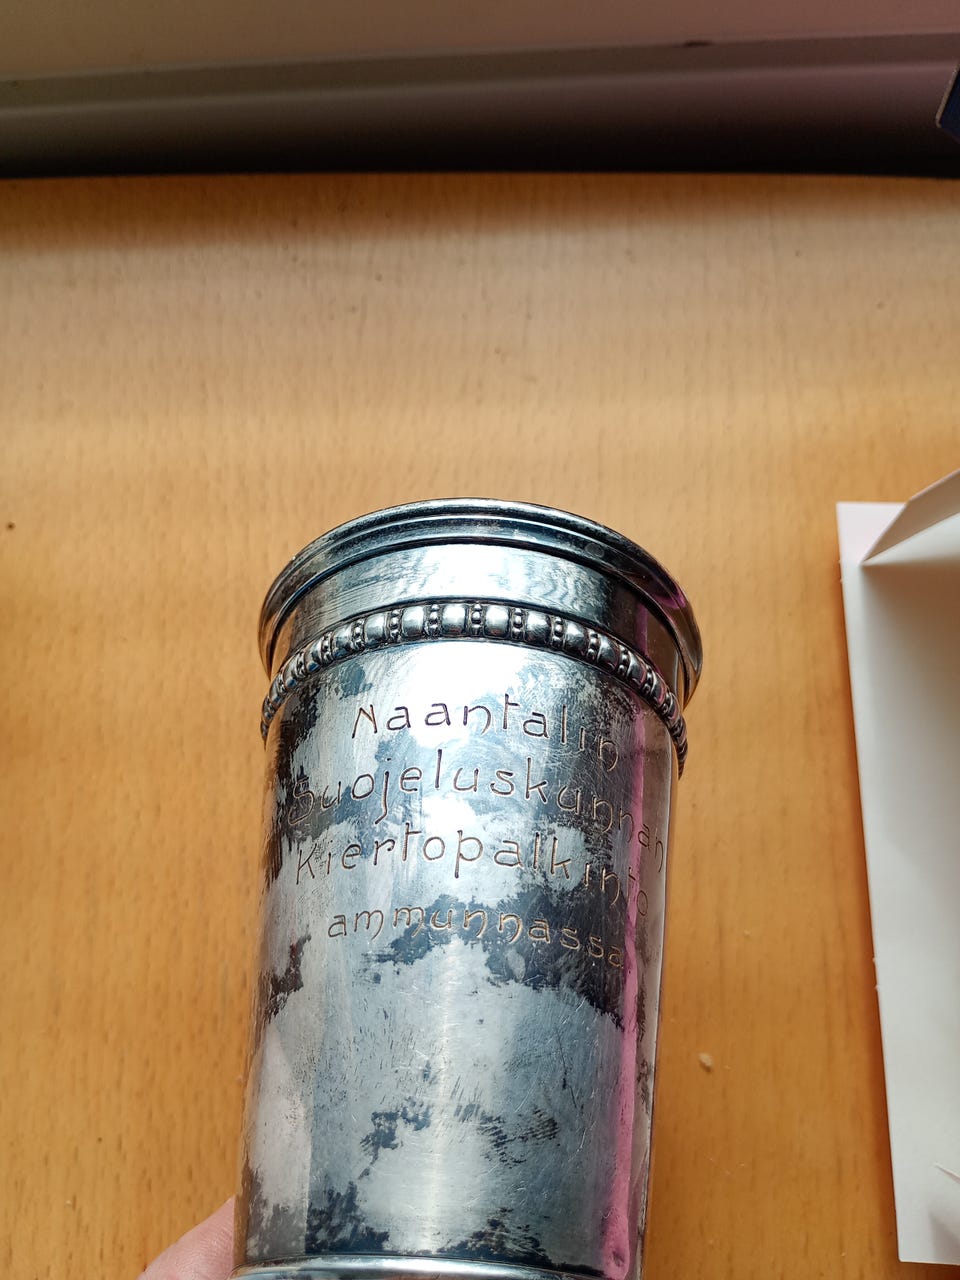 Naantalin
Suojeluskunnan
Kiertopalkinto
ammunnassa